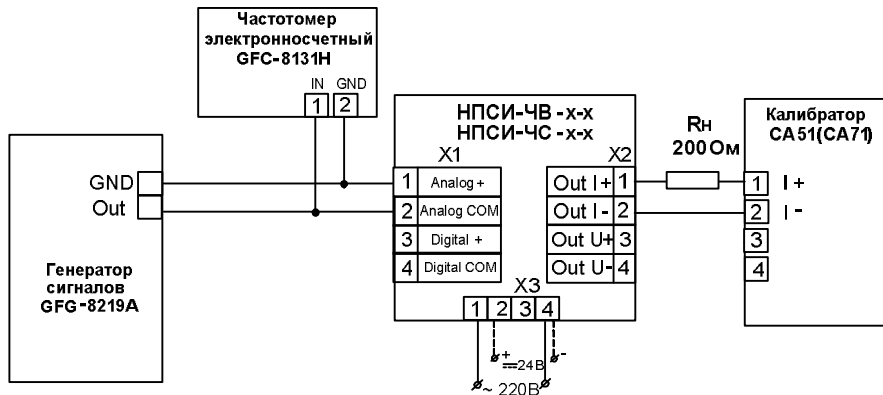 Частотомер
электронносчетный
GFC-8131H
IN GND
1 2
НПСИ-ЧВ-х-х
НПСИ-ЧС-х-х
X1
X2
Rн
200Ом
Калибратор
СА51(СА71)
GND
Out
1 Analog +
2 Analog COM
3 Digital +
4 Digital COM
Out I+ 1
Out I- 2
Out U+ 3
Out U- 4
1 I +
2 I -
3
4
Генератор
сигналов
GFG-8219A
X3
1 2 3 4
+ 24В -
~ 220В